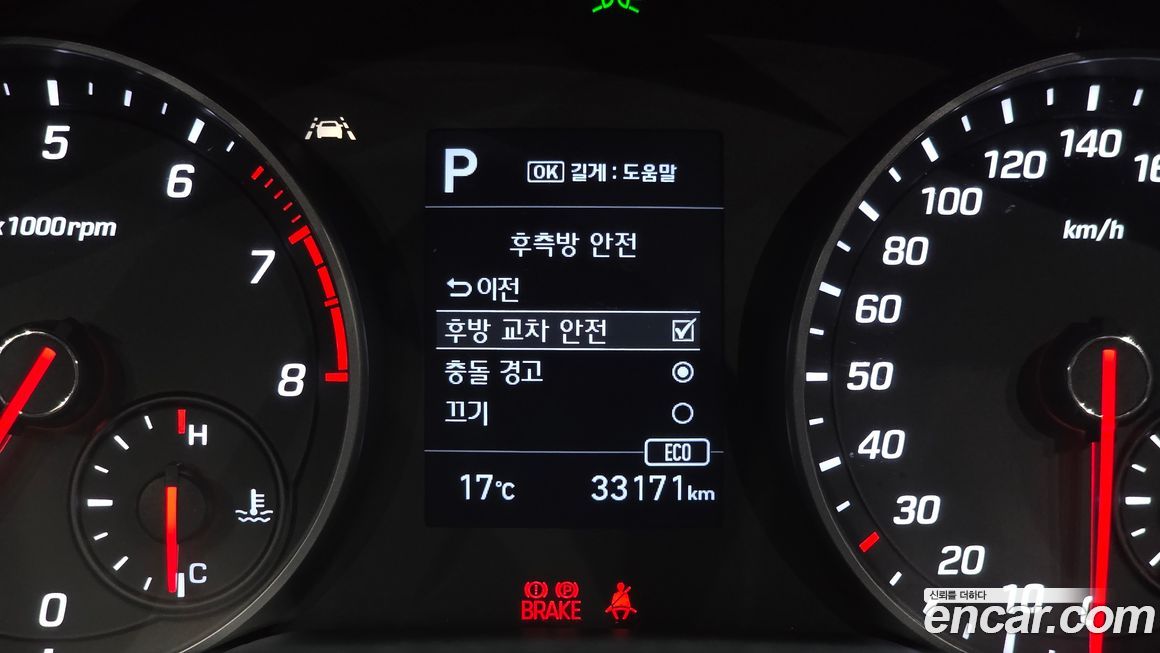 P
OK 길게 : 도움말
후측방 안전
이전
후방 교차 안전
충돌 경고
끄기
ECO
17℃ 33171km
5
6
7
8
0
x1000rpm
H
C
BRAKE
km/h
140
120
100
80
60
50
40
30
20
10
신뢰를 더하다
encar.com